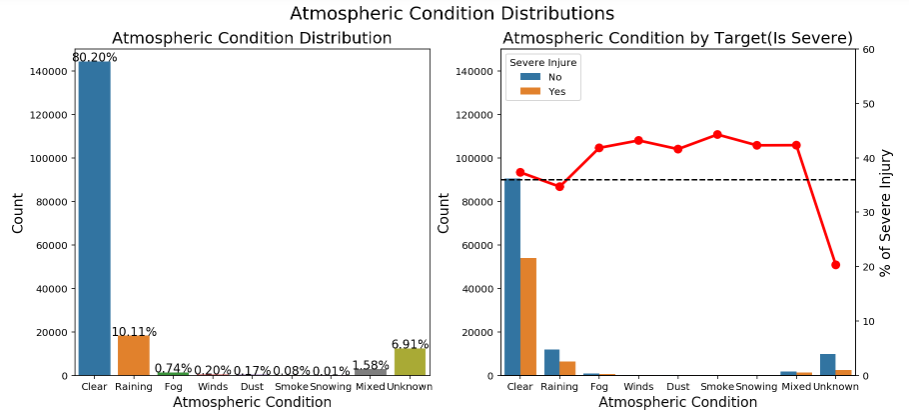 Atmospheric Condition Distributions
Atmospheric Condition Distribution
80.20%
10.11%
0.74%
0.20%
0.17%
0.08%
0.01%
1.58%
6.91%
140000
120000
100000
80000
60000
40000
20000
0
Count
Clear Raining Fog Winds Dust Smoke Snowing Mixed Unknown
Atmospheric Condition
Atmospheric Condition by Target(Is Severe)
Severe Injure
No
Yes
140000
120000
100000
80000
60000
40000
20000
0
Count
60
50
40
30
20
10
0
% of Severe Injury
Clear Raining Fog Winds Dust Smoke Snowing Mixed Unknown
Atmospheric Condition